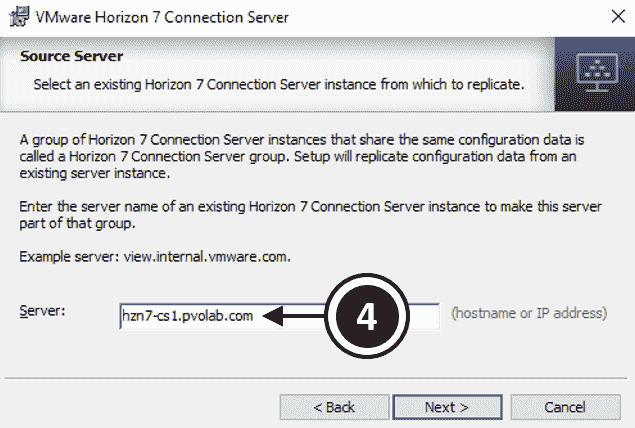 VMware Horizon 7 Connection Server
Source Server
Select an existing Horizon 7 Connection Server instance from which to replicate.
A group of Horizon 7 Connection Server instances that share the same configuration data is
called a Horizon 7 Connection Server group. Setup will replicate configuration data from an
existing server instance.
Enter the server name of an existing Horizon 7 Connection Server instance to make this server
part of that group.
Example server: view.internal.vmware.com.
Server: hzn7-cs1.pvolab.com 4 (hostname or IP address)
< Back Next > Cancel